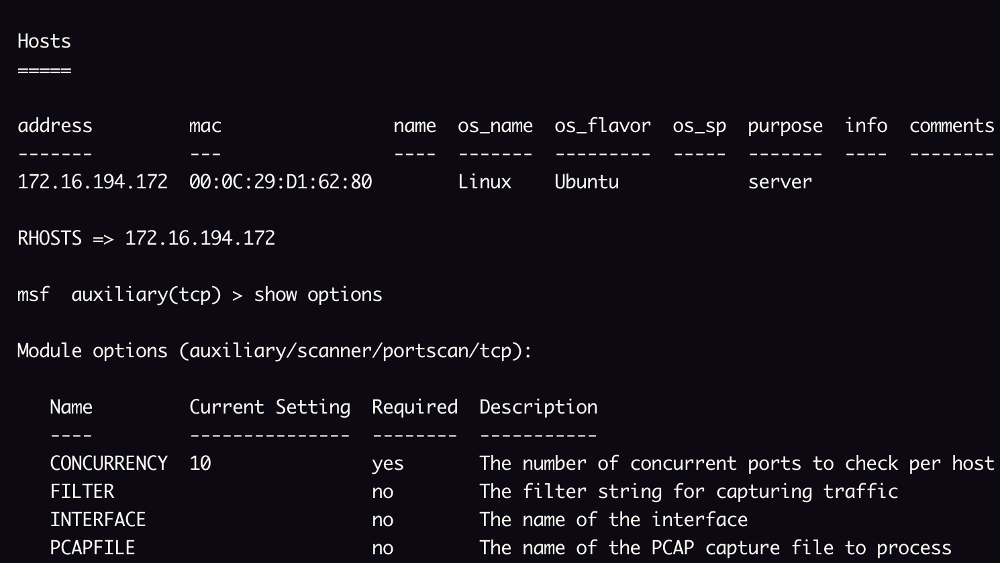 Hosts
=====
address         mac                name  os_name  os_flavor  os_sp  purpose  info  comments
-------         ---                ----  -------  ---------  -----  -------  ----  --------
172.16.194.172  00:0C:29:D1:62:80        Linux    Ubuntu            server
RHOSTS => 172.16.194.172
msf  auxiliary(tcp) > show options
Module options (auxiliary/scanner/portscan/tcp):
   Name         Current Setting  Required  Description
   ----         ---------------  --------  -----------
   CONCURRENCY  10               yes       The number of concurrent ports to check per host
   FILTER                        no        The filter string for capturing traffic
   INTERFACE                     no        The name of the interface
   PCAPFILE                      no        The name of the PCAP capture file to process